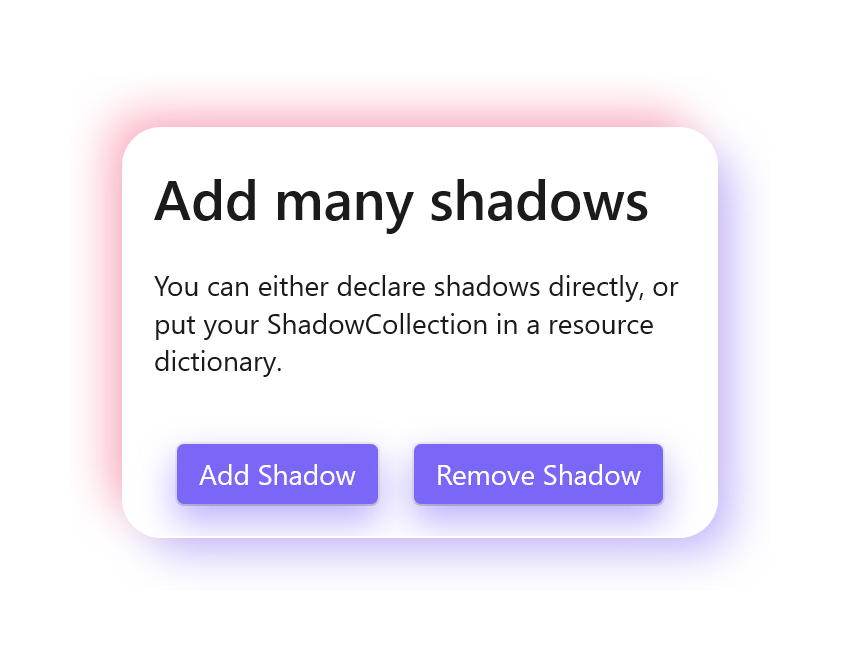 Add many shadows
You can either declare shadows directly, or
put your ShadowCollection in a resource
dictionary.
Add Shadow
Remove Shadow